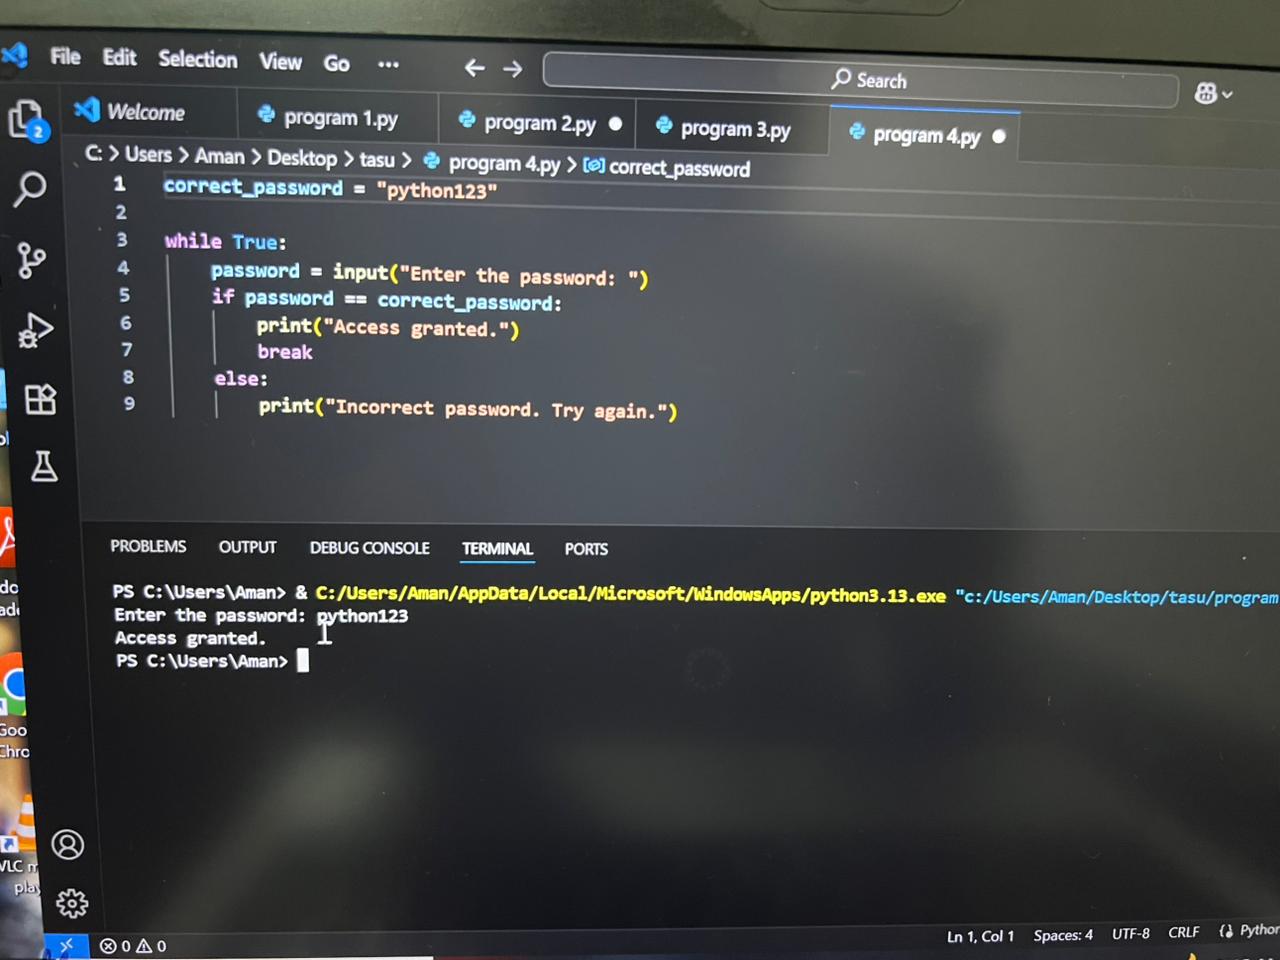 File Edit Selection View Go ... Search
Welcome program 1.py program 2.py program 3.py program 4.py
C: > Users > Aman > Desktop > tasu > program 4.py > correct_password
1 correct_password = "python123"
2
3 while True:
4 password = input("Enter the password: ")
5 if password == correct_password:
6 print("Access granted.")
7 break
8 else:
9 print("Incorrect password. Try again.")
2
PROBLEMS OUTPUT DEBUG CONSOLE TERMINAL PORTS
PS C:\Users\Aman> & C:/Users/Aman/AppData/Local/Microsoft/WindowsApps/python3.13.exe "c:/Users/Aman/Desktop/tasu/program
Enter the password: python123
Access granted.
PS C:\Users\Aman>
Goo
Chro
VLC m
play
0 0
Ln 1, Col 1 Spaces: 4 UTF-8 CRLF Python